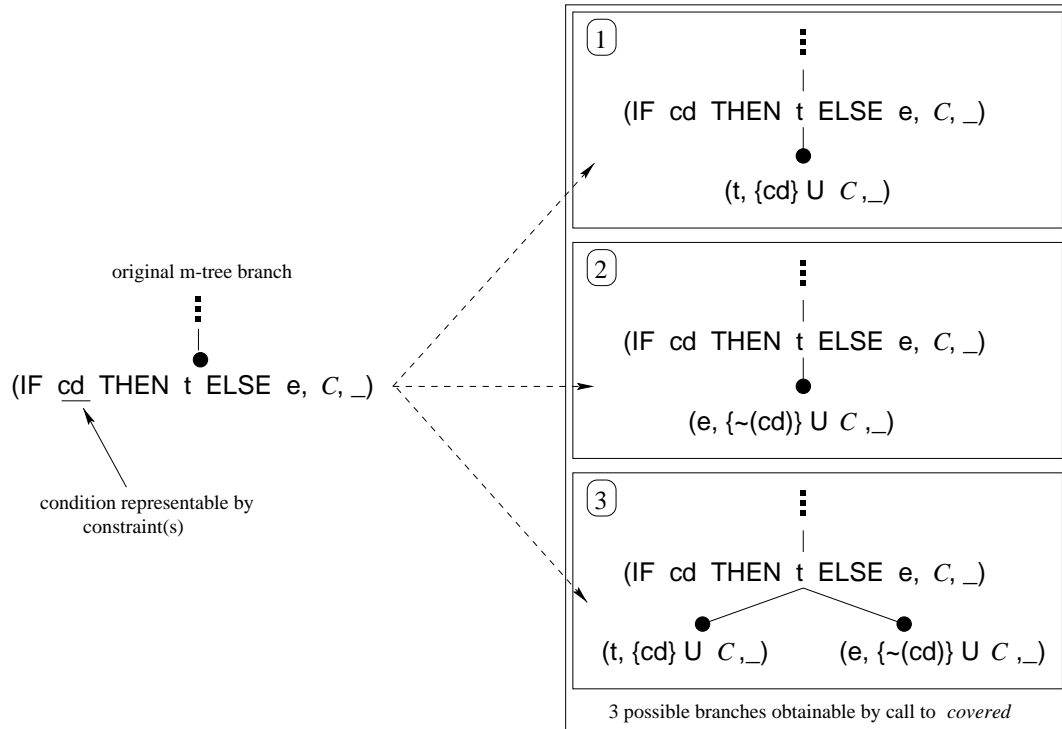 original m-tree branch
(IF cd THEN t ELSE e, C, _)
condition representable by
constraint(s)
1
(IF cd THEN t ELSE e, C, _)
(t, {cd} U C ,_)
2
(IF cd THEN t ELSE e, C, _)
(e, {~(cd)} U C ,_)
3
(IF cd THEN t ELSE e, C, _)
(t, {cd} U C ,_) (e, {~(cd)} U C ,_)
3 possible branches obtainable by call to covered